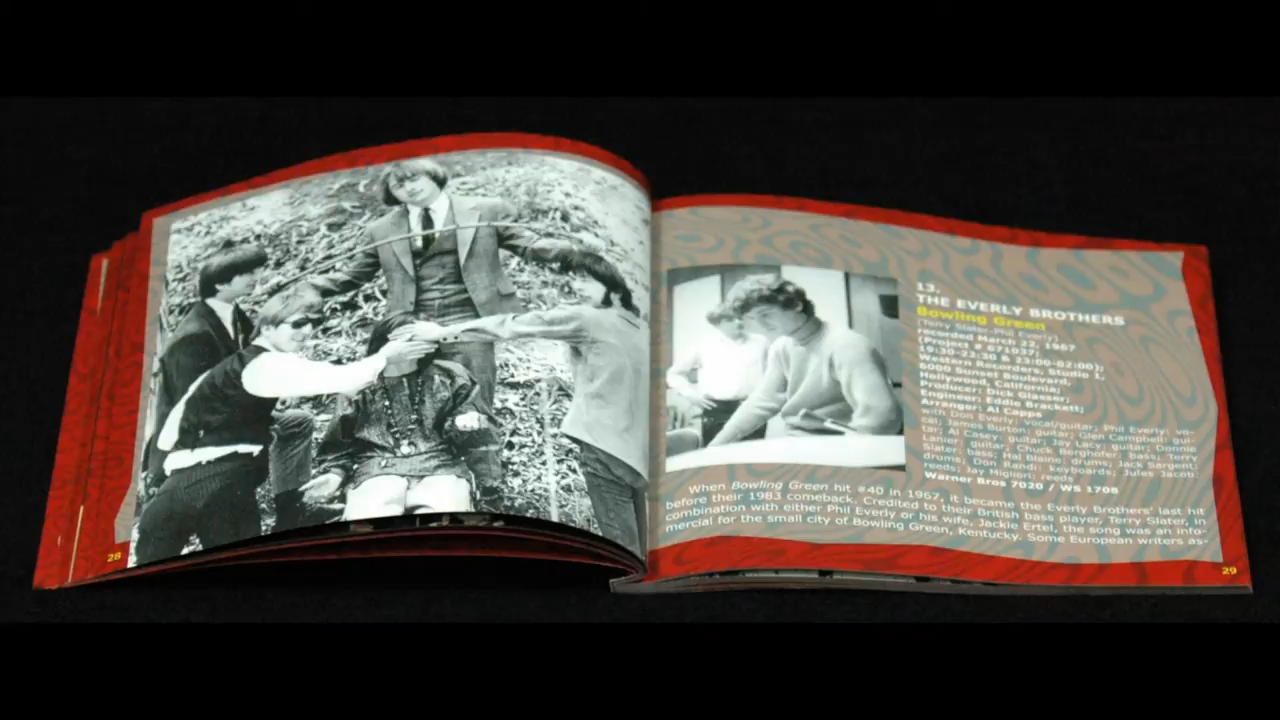 28
13.
THE EVERLY BROTHERS
Bowling Green
(Terry Slater-Phil Everly)
recorded March 22, 1967
(Project # 67/1037;
19:30-22:30 & 23:00-02:00);
Western Recorders, Studio 1,
6000 Sunset Boulevard,
Hollywood, California;
Producer: Dick Glasser;
Engineer: Eddie Brackett;
Arranger: Al Capps
with Don Everly: vocal/guitar; Phil Everly: vo-
cal; James Burton: guitar; Glen Campbell: gui-
tar; Al Casey: guitar; Jay Lacy: guitar; Donnie
Lanier: guitar; Chuck Berghofer: bass; Terry
Slater: bass; Hal Blaine: drums; Jack Sargent:
drums; Don Randi: keyboards; Jules Jacob:
reeds; Jay Migliori: reeds
Warner Bros 7020 / WS 1708
When Bowling Green hit #40 in 1967, it became the Everly Brothers' last hit
before their 1983 comeback. Credited to their British bass player, Terry Slater, in
combination with either Phil Everly or his wife, Jackie Ertel, the song was an info-
mercial for the small city of Bowling Green, Kentucky. Some European writers as-
29